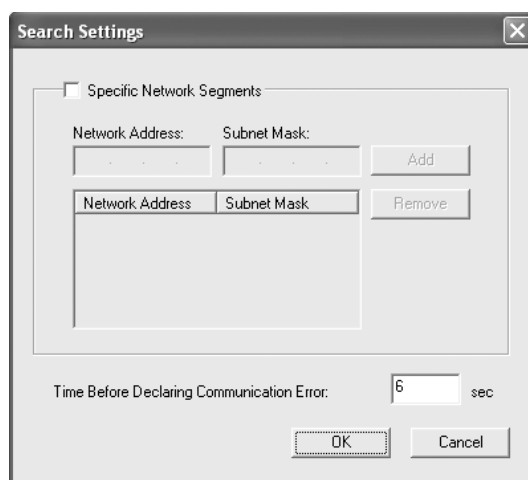 Search Settings
Specific Network Segments
Network Address: Subnet Mask:
Add
Network Address Subnet Mask
Remove
Time Before Declaring Communication Error: 6 sec
OK Cancel